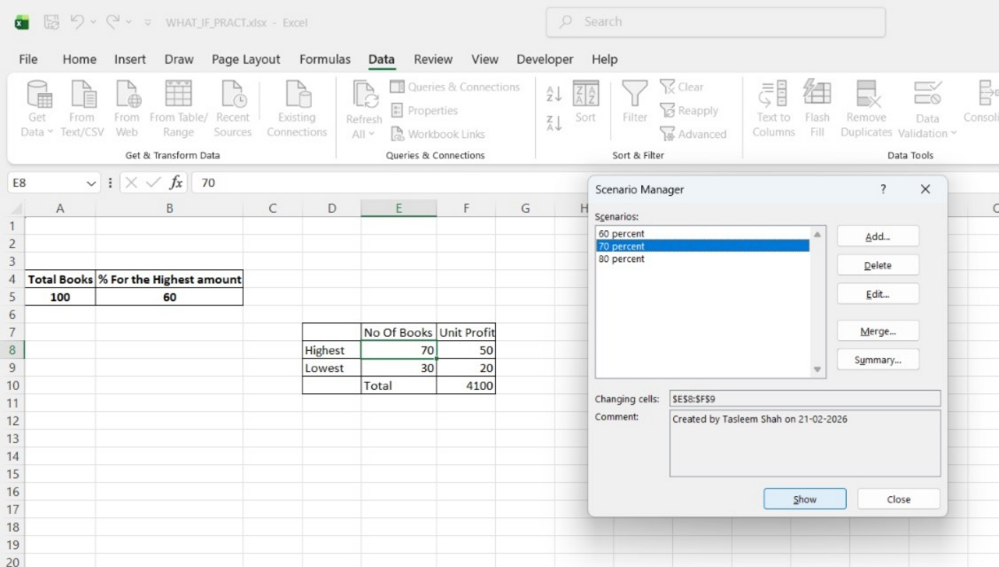 WHAT_IF_PRACT.xlsx - Excel
Search
File Home Insert Draw Page Layout Formulas Data Review View Developer Help
Get Data
From Text/CSV
From Web
From Table/ Range
Recent Sources
Existing Connections
Get & Transform Data
Refresh All
Queries & Connections
Properties
Workbook Links
Queries & Connections
Sort
Filter
Clear
Reapply
Advanced
Sort & Filter
Text to Columns
Flash Fill
Remove Duplicates
Data Validation
Consoli
Data Tools
E8 fx 70
A B C D E F G H
1
2
3
4 Total Books % For the Highest amount
5 100 60
6
7 No Of Books Unit Profit
8 Highest 70 50
9 Lowest 30 20
10 Total 4100
11
12
13
14
15
16
17
18
19
20
Scenario Manager ?
Scenarios:
60 percent
70 percent
80 percent
Add...
Delete
Edit...
Merge...
Summary...
Changing cells: $E$8:$F$9
Comment: Created by Tasleem Shah on 21-02-2026
Show Close